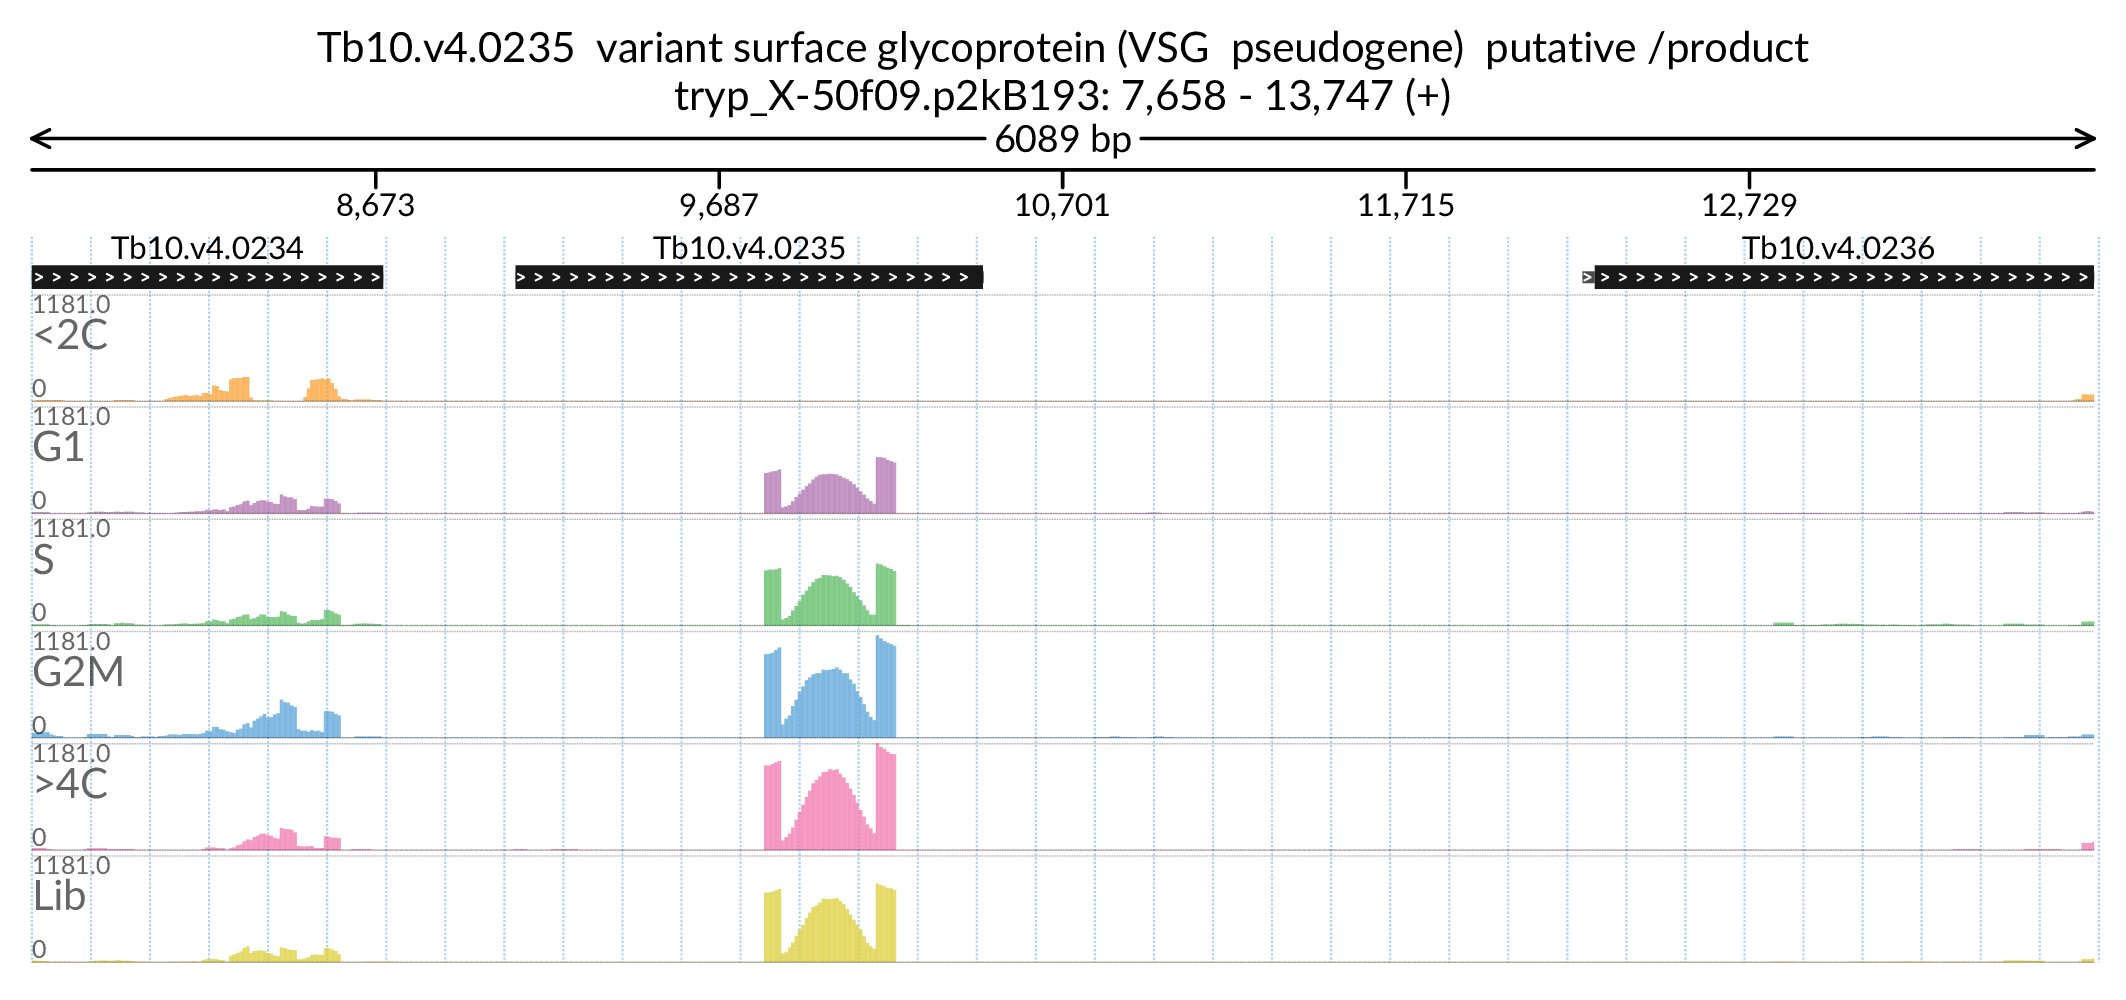 Tb10.v4.0235 variant surface glycoprotein (VSG pseudogene) putative /product
tryp_X-50f09.p2kB193: 7,658 - 13,747 (+)
6089 bp
8,673 9,687 10,701 11,715 12,729
Tb10.v4.0234 Tb10.v4.0235 Tb10.v4.0236
1181.0
<2C
0
1181.0
G1
0
1181.0
S
0
1181.0
G2M
0
1181.0
>4C
0
1181.0
Lib
0